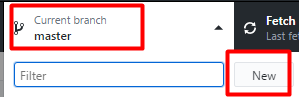 Current branch
master
Fetch
Last fe
Filter
New